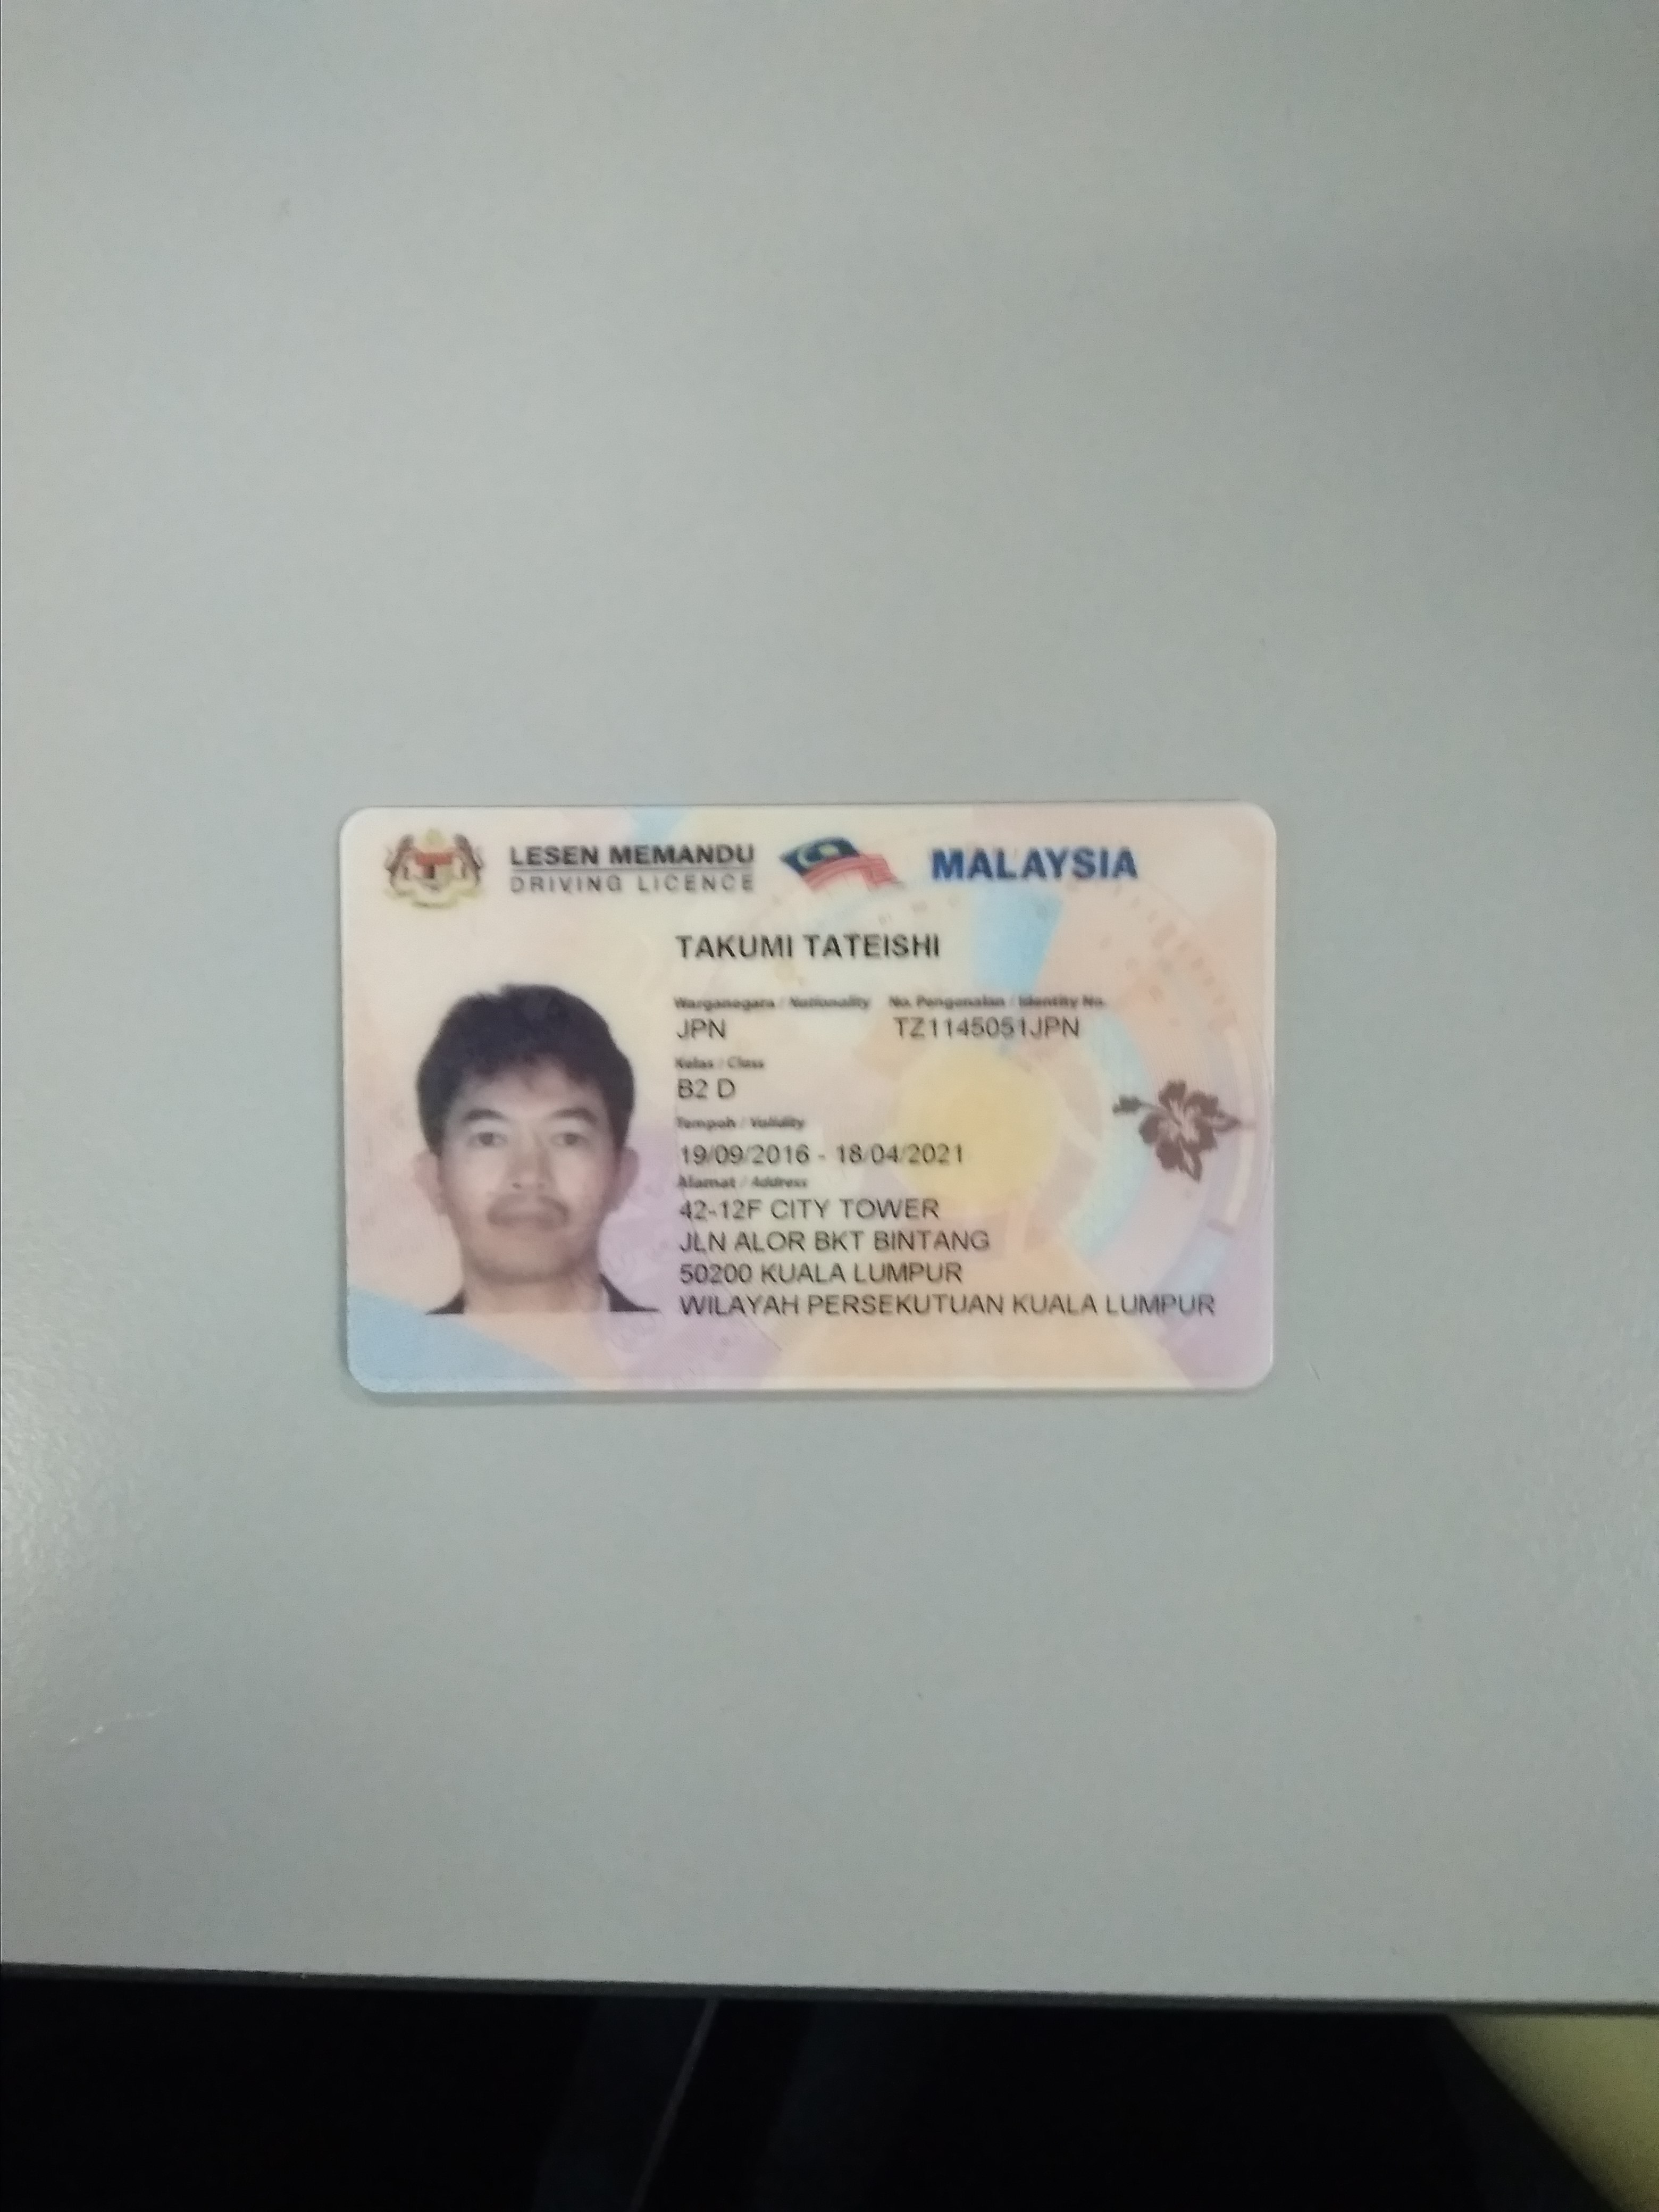 LESEN MEMANDU
DRIVING LICENCE
MALAYSIA
TAKUMI TATEISHI
Warganegara / Nationality No. Pengenalan / Identity No.
JPN TZ1145051JPN
Kelas / Class
B2 D
Tempoh / Validity
19/09/2016 - 18/04/2021
Alamat / Address
42-12F CITY TOWER
JLN ALOR BKT BINTANG
50200 KUALA LUMPUR
WILAYAH PERSEKUTUAN KUALA LUMPUR